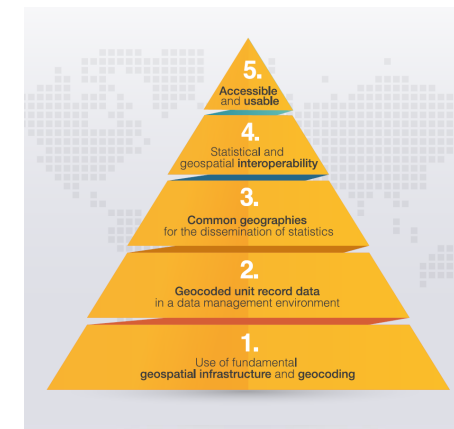 5.
Accessible
and usable
4.
Statistical and
geospatial interoperability
3.
Common geographies
for the dissemination of statistics
2.
Geocoded unit record data
in a data management environment
1.
Use of fundamental
geospatial infrastructure and geocoding